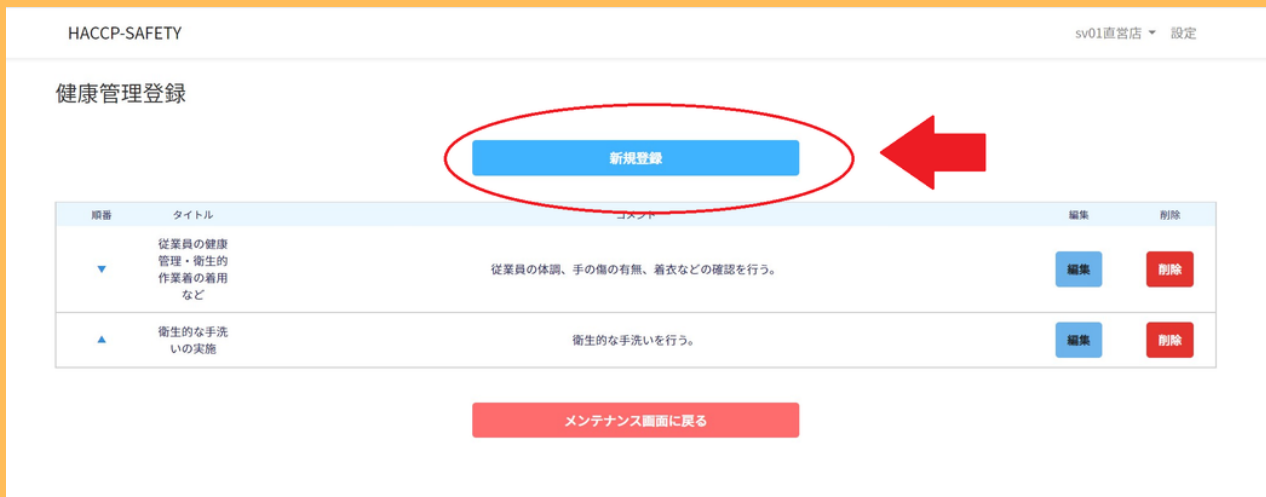 HACCP-SAFETY
sv01直営店 設定
健康管理登録
新規登録
順番 タイトル コメント 編集 削除
従業員の健康
管理・衛生的
作業着の着用
など
従業員の体調、手の傷の有無、着衣などの確認を行う。
編集 削除
衛生的な手洗
いの実施
衛生的な手洗いを行う。
編集 削除
メンテナンス画面に戻る